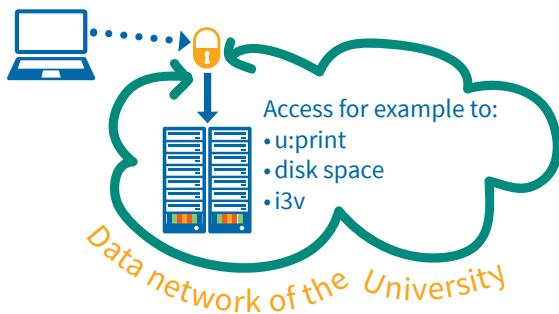 Access for example to:
• u:print
• disk space
• i3v
Data network of the University